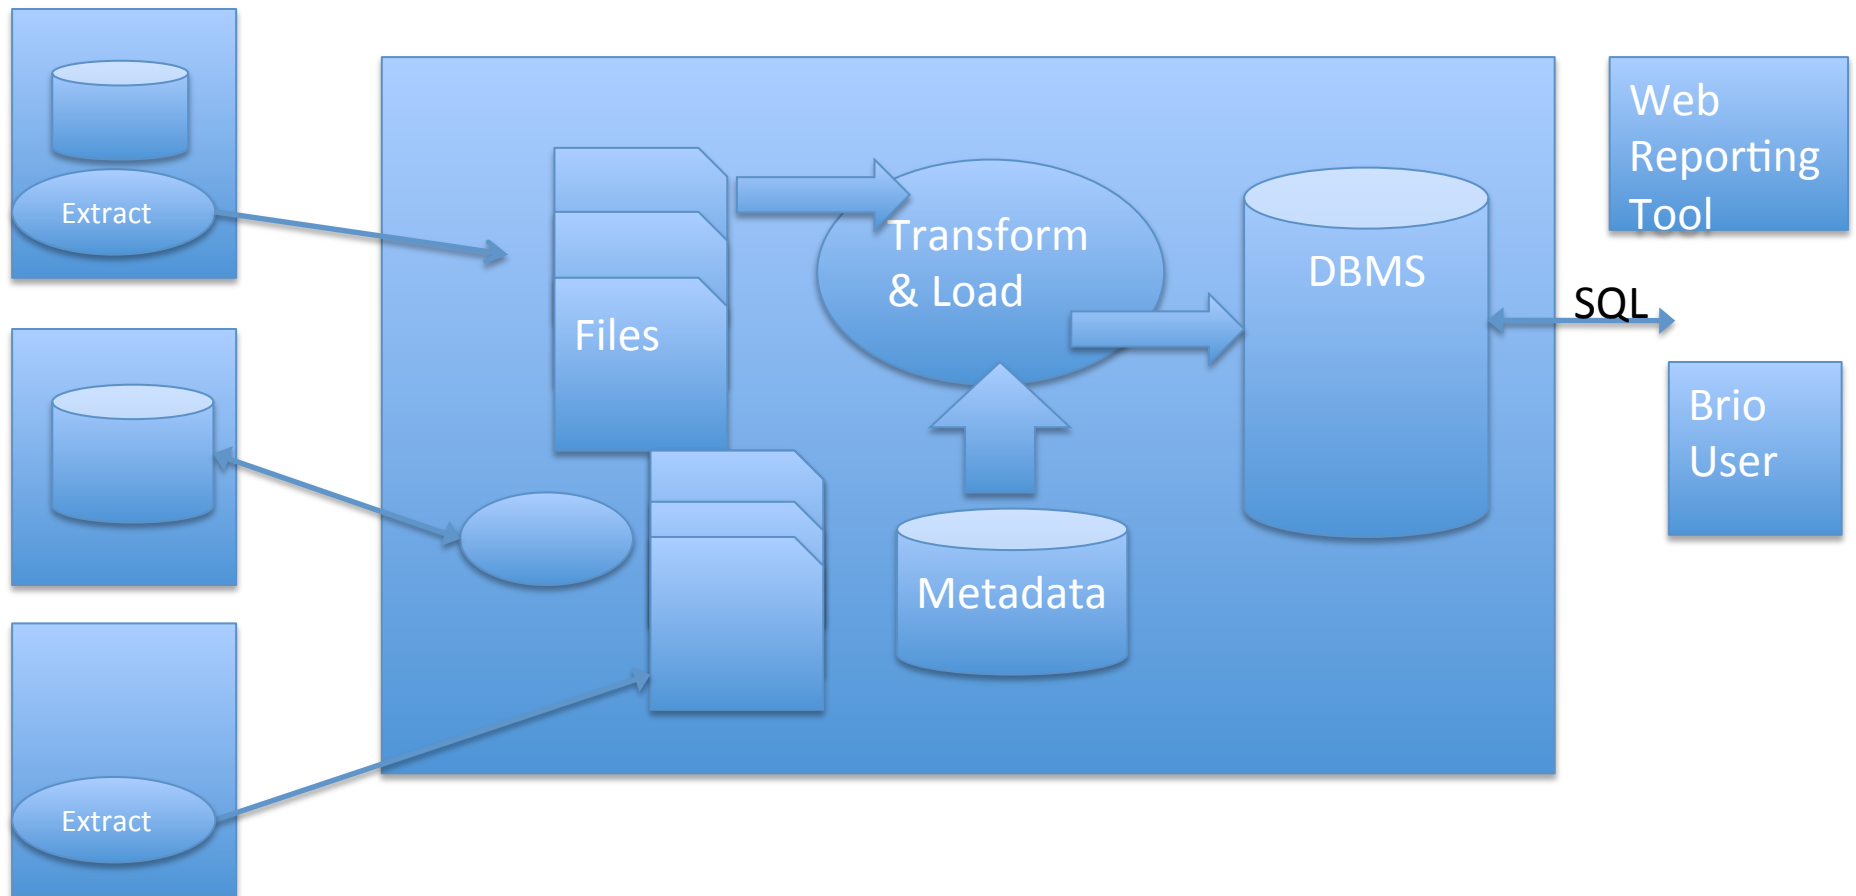 Extract
Files
Transform
& Load
DBMS
Metadata
Web
Reporting
Tool
SQL
Brio
User
Extract